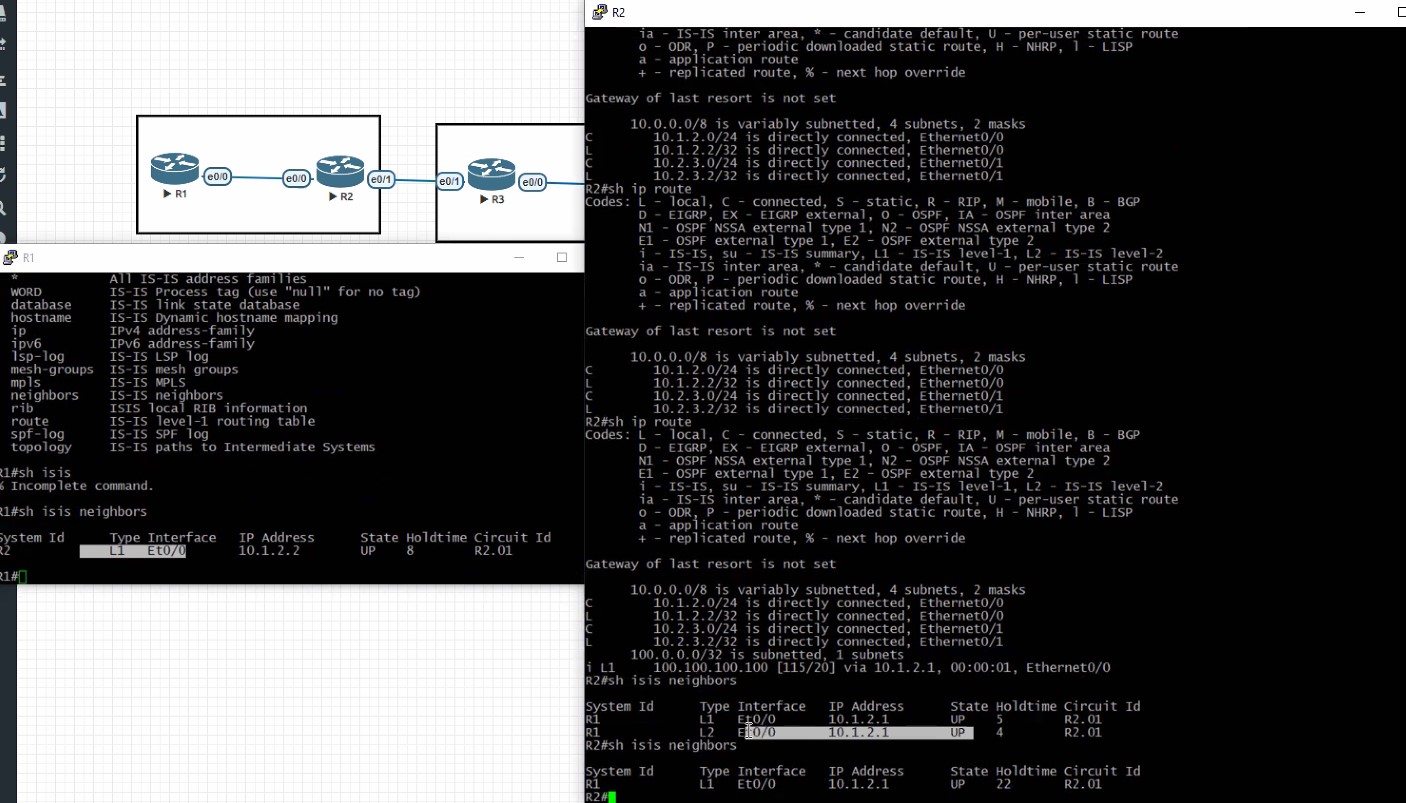 R2
ia - IS-IS inter area, * - candidate default, U - per-user static route
o - ODR, P - periodic downloaded static route, H - NHRP, l - LISP
a - application route
+ - replicated route, % - next hop override
Gateway of last resort is not set
10.0.0.0/8 is variably subnetted, 4 subnets, 2 masks
C 10.1.2.0/24 is directly connected, Ethernet0/0
L 10.1.2.2/32 is directly connected, Ethernet0/0
C 10.2.3.0/24 is directly connected, Ethernet0/1
L 10.2.3.2/32 is directly connected, Ethernet0/1
R2#sh ip route
Codes: L - local, C - connected, S - static, R - RIP, M - mobile, B - BGP
D - EIGRP, EX - EIGRP external, O - OSPF, IA - OSPF inter area
N1 - OSPF NSSA external type 1, N2 - OSPF NSSA external type 2
E1 - OSPF external type 1, E2 - OSPF external type 2
i - IS-IS, su - IS-IS summary, L1 - IS-IS level-1, L2 - IS-IS level-2
ia - IS-IS inter area, * - candidate default, U - per-user static route
o - ODR, P - periodic downloaded static route, H - NHRP, l - LISP
a - application route
+ - replicated route, % - next hop override
Gateway of last resort is not set
10.0.0.0/8 is variably subnetted, 4 subnets, 2 masks
C 10.1.2.0/24 is directly connected, Ethernet0/0
L 10.1.2.2/32 is directly connected, Ethernet0/0
C 10.2.3.0/24 is directly connected, Ethernet0/1
L 10.2.3.2/32 is directly connected, Ethernet0/1
R2#sh ip route
Codes: L - local, C - connected, S - static, R - RIP, M - mobile, B - BGP
D - EIGRP, EX - EIGRP external, O - OSPF, IA - OSPF inter area
N1 - OSPF NSSA external type 1, N2 - OSPF NSSA external type 2
E1 - OSPF external type 1, E2 - OSPF external type 2
i - IS-IS, su - IS-IS summary, L1 - IS-IS level-1, L2 - IS-IS level-2
ia - IS-IS inter area, * - candidate default, U - per-user static route
o - ODR, P - periodic downloaded static route, H - NHRP, l - LISP
a - application route
+ - replicated route, % - next hop override
Gateway of last resort is not set
10.0.0.0/8 is variably subnetted, 4 subnets, 2 masks
C 10.1.2.0/24 is directly connected, Ethernet0/0
L 10.1.2.2/32 is directly connected, Ethernet0/0
C 10.2.3.0/24 is directly connected, Ethernet0/1
L 10.2.3.2/32 is directly connected, Ethernet0/1
100.0.0.0/32 is subnetted, 1 subnets
i L1 100.100.100.100 [115/20] via 10.1.2.1, 00:00:01, Ethernet0/0
R2#sh isis neighbors
System Id Type Interface IP Address State Holdtime Circuit Id
R1 L1 Et0/0 10.1.2.1 UP 5 R2.01
R1 L2 Et0/0 10.1.2.1 UP 4 R2.01
R2#sh isis neighbors
System Id Type Interface IP Address State Holdtime Circuit Id
R1 L1 Et0/0 10.1.2.1 UP 22 R2.01
R2#
e0/0 e0/0 e0/1 e0/1 e0/0
R1 R2 R3
R1
* All IS-IS address families
WORD IS-IS Process tag (use "null" for no tag)
database IS-IS link state database
hostname IS-IS Dynamic hostname mapping
ip IPv4 address-family
ipv6 IPv6 address-family
lsp-log IS-IS LSP log
mesh-groups IS-IS mesh groups
mpls IS-IS MPLS
neighbors IS-IS neighbors
rib ISIS local RIB information
route IS-IS level-1 routing table
spf-log IS-IS SPF log
topology IS-IS paths to Intermediate Systems
R1#sh isis
% Incomplete command.
R1#sh isis neighbors
System Id Type Interface IP Address State Holdtime Circuit Id
R2 L1 Et0/0 10.1.2.2 UP 8 R2.01
R1#